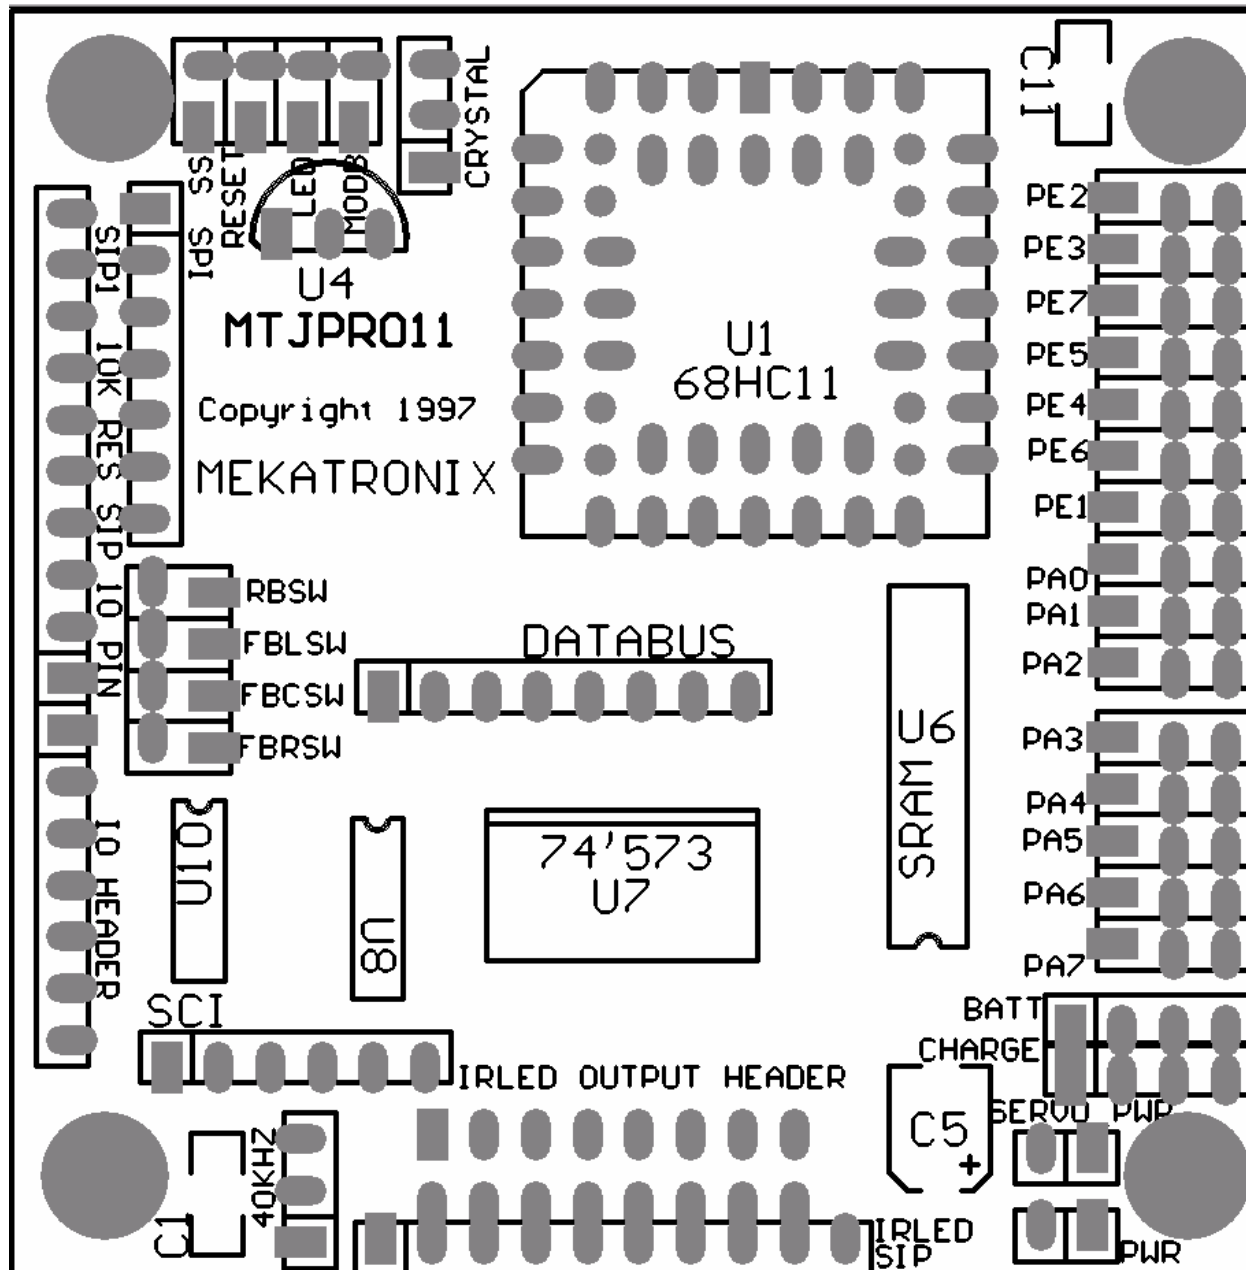 C11
CRYSTAL
SS
RESET
LED
MODB
SPI
PE2
PE3
PE7
PE5
PE4
PE6
PE1
PA0
PA1
PA2
SIP1 10K RES SIP IO PIN
U4
MTJPRO11
Copyright 1997
MEKATRONIX
U1
68HC11
RBSW
FBLSW
FBCSW
FBRSW
DATABUS
U6
SRAM
PA3
PA4
PA5
PA6
PA7
IO HEADER
U10
U8
74'573
U7
SCI
BATT
CHARGE
IRLED OUTPUT HEADER
SERVO PWR
C5
+
40KHZ
C1
IRLED
SIP
PWR